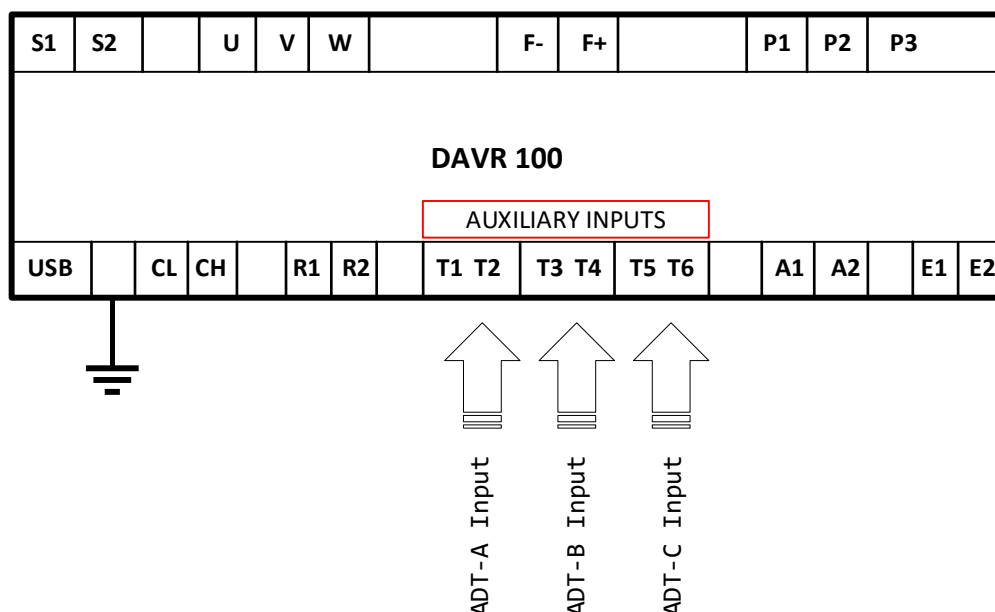 S1 S2 U V W F- F+ P1 P2 P3
DAVR 100
AUXILIARY INPUTS
USB CL CH R1 R2 T1 T2 T3 T4 T5 T6 A1 A2 E1 E2
ADT-A Input
ADT-B Input
ADT-C Input